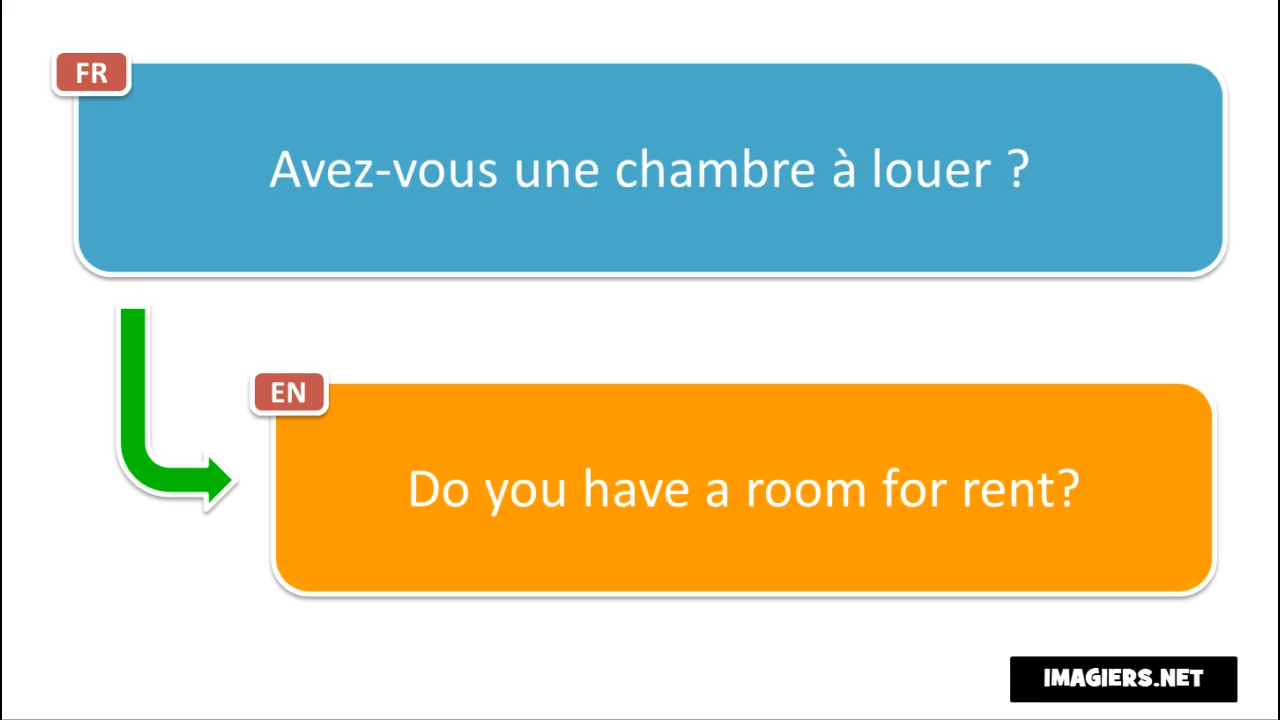 FR
Avez-vous une chambre à louer ?
EN
Do you have a room for rent?
IMAGIERS.NET